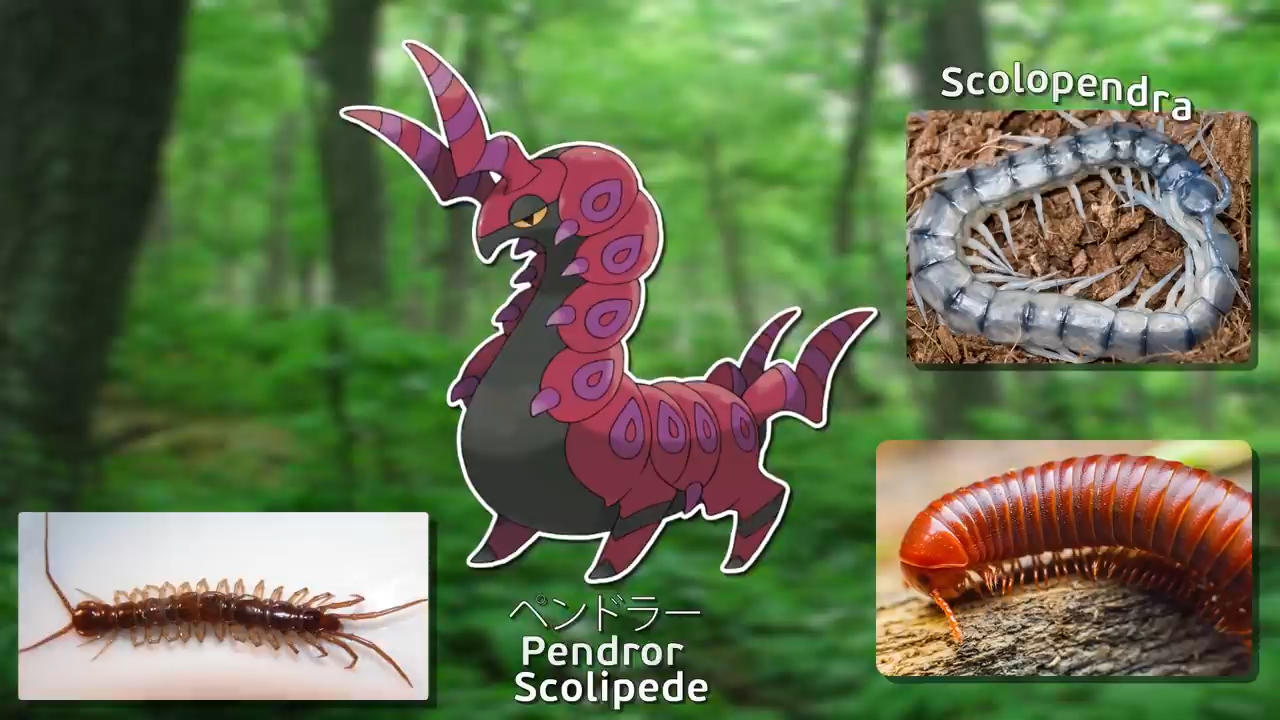 Scolopendra
ペンドラー
Pendror
Scolipede